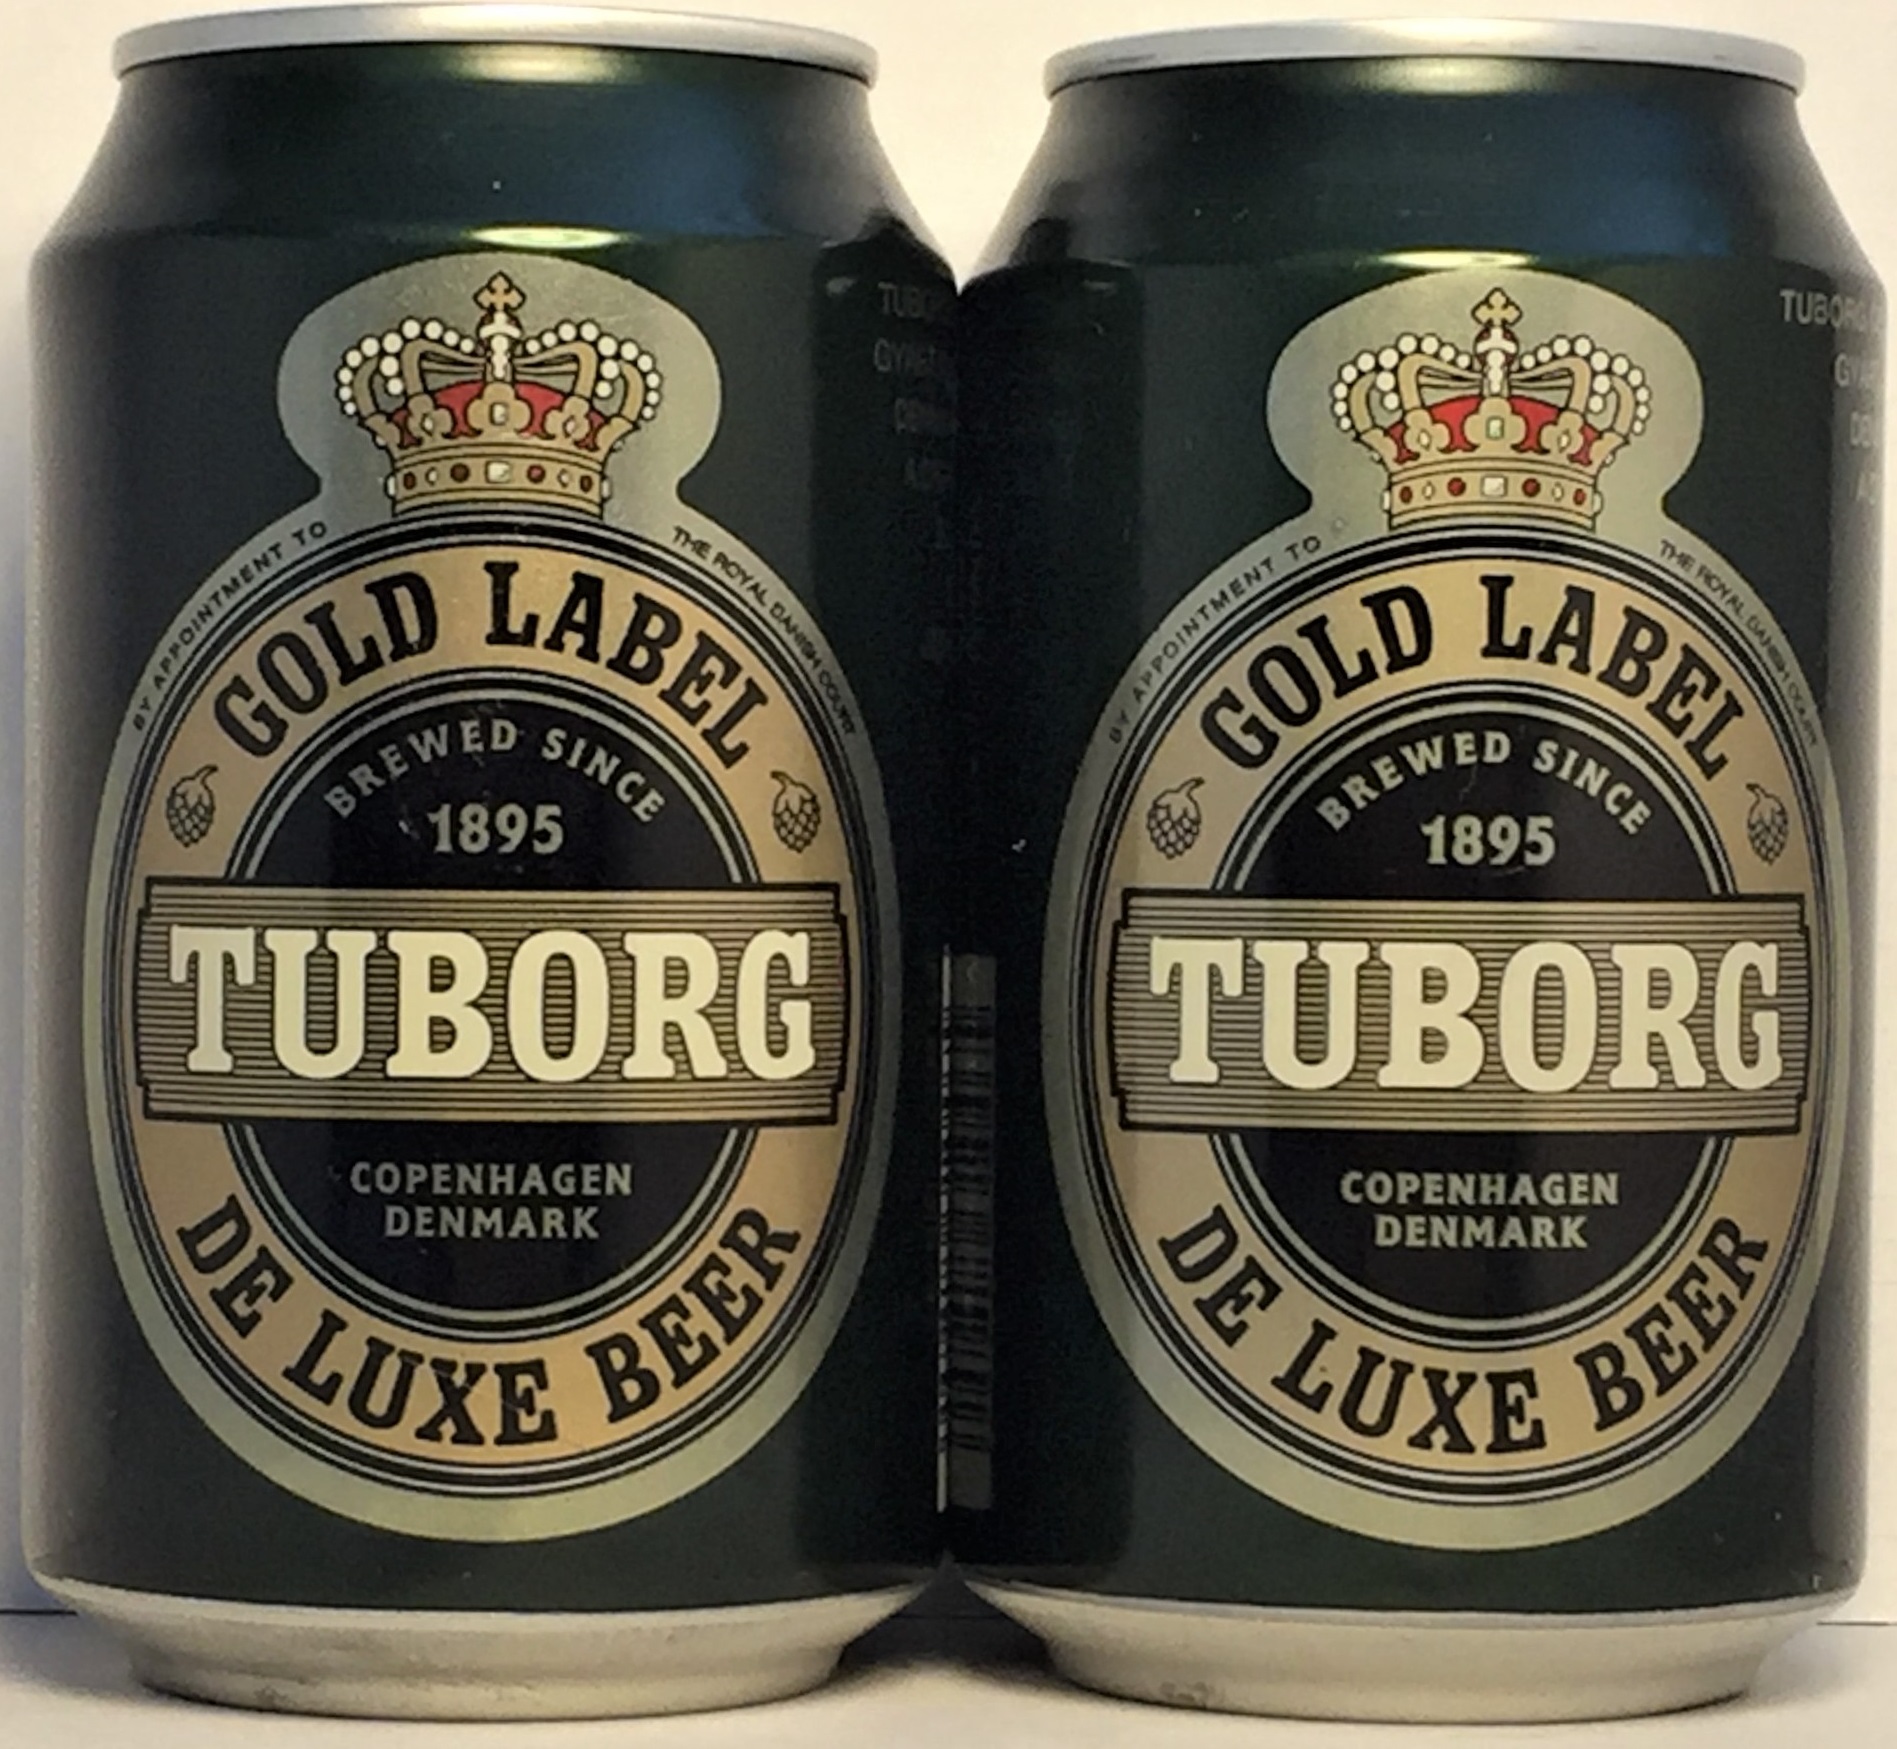 BY APPOINTMENT TO THE ROYAL DANISH COURT
GOLD LABEL
BREWED SINCE
1895
TUBORG
COPENHAGEN
DENMARK
DE LUXE BEER
BY APPOINTMENT TO THE ROYAL DANISH COURT
GOLD LABEL
BREWED SINCE
1895
TUBORG
COPENHAGEN
DENMARK
DE LUXE BEER
TUBORG